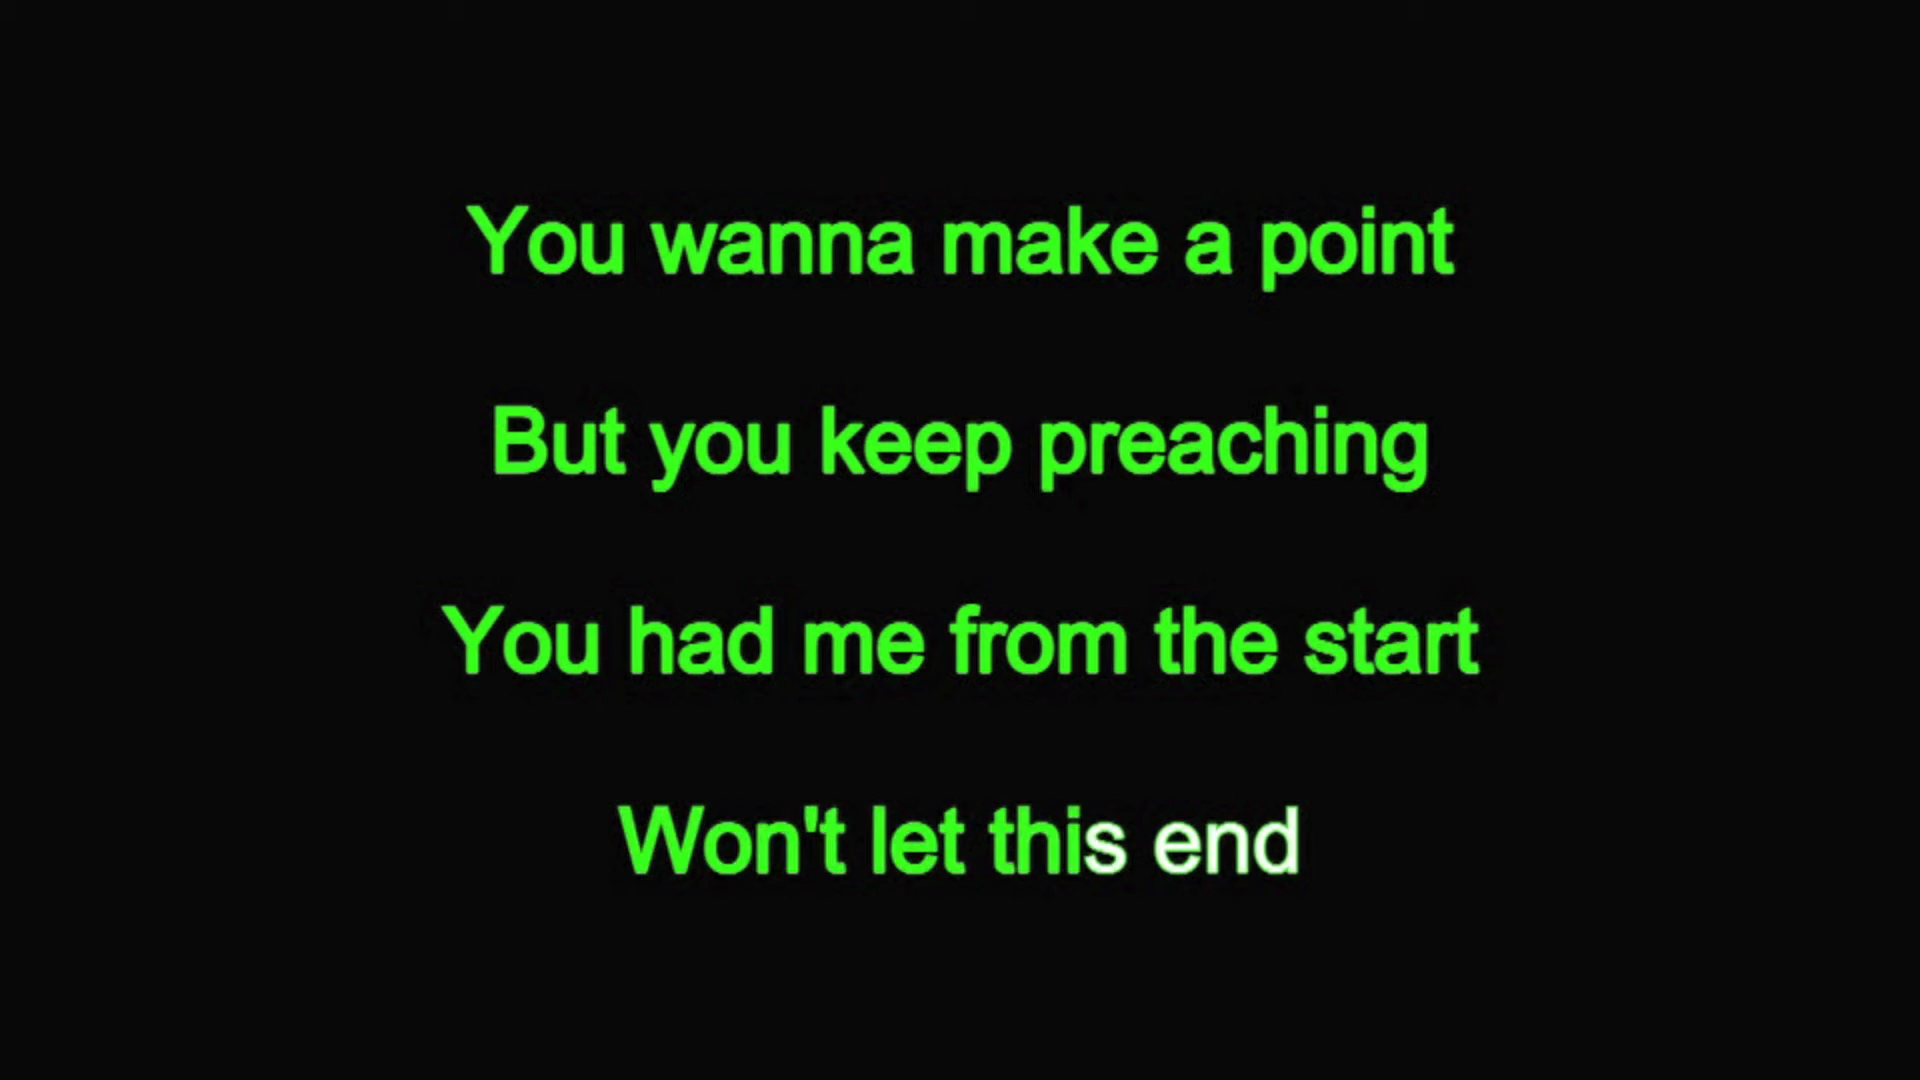 You wanna make a point
But you keep preaching
You had me from the start
Won't let this end